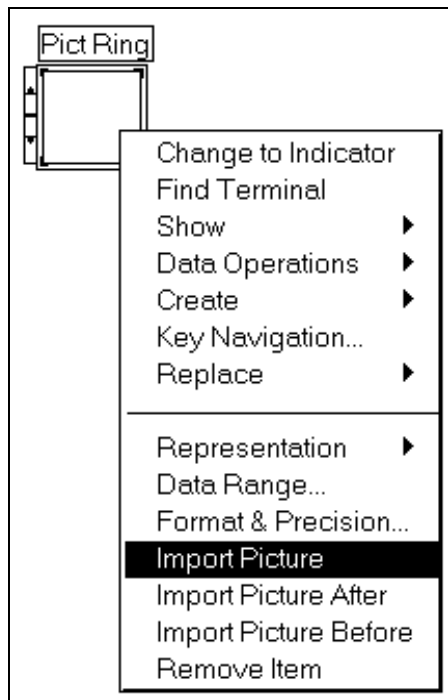 Pict Ring
Change to Indicator
Find Terminal
Show
Data Operations
Create
Key Navigation...
Replace
Representation
Data Range...
Format & Precision...
Import Picture
Import Picture After
Import Picture Before
Remove Item